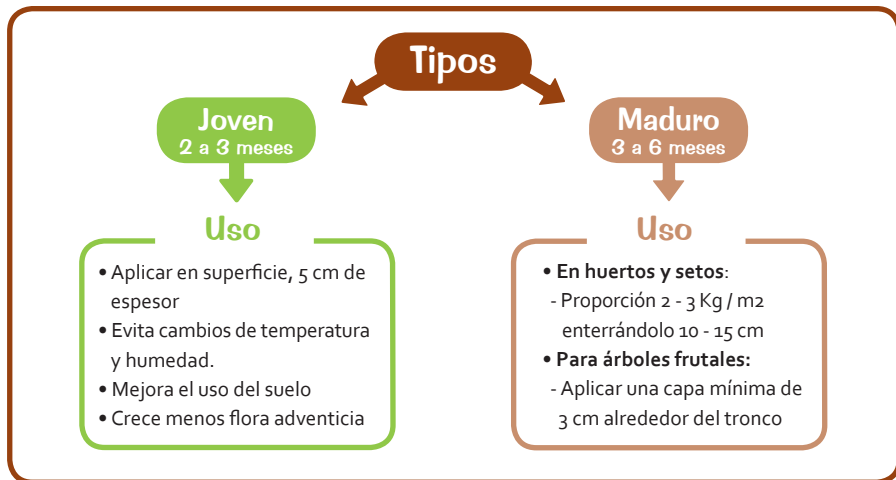 Tipos
Joven
2 a 3 meses
Uso
• Aplicar en superficie, 5 cm de
espesor
• Evita cambios de temperatura
y humedad.
• Mejora el uso del suelo
• Crece menos flora adventicia
Maduro
3 a 6 meses
Uso
• En huertos y setos:
- Proporción 2 - 3 Kg / m2
enterrándolo 10 - 15 cm
• Para árboles frutales:
- Aplicar una capa mínima de
3 cm alrededor del tronco